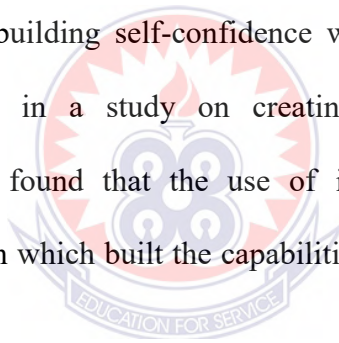 building self-confidence w
in a study on creatin
found that the use of i
n which built the capabiliti
EDUCATION FOR SERVICE